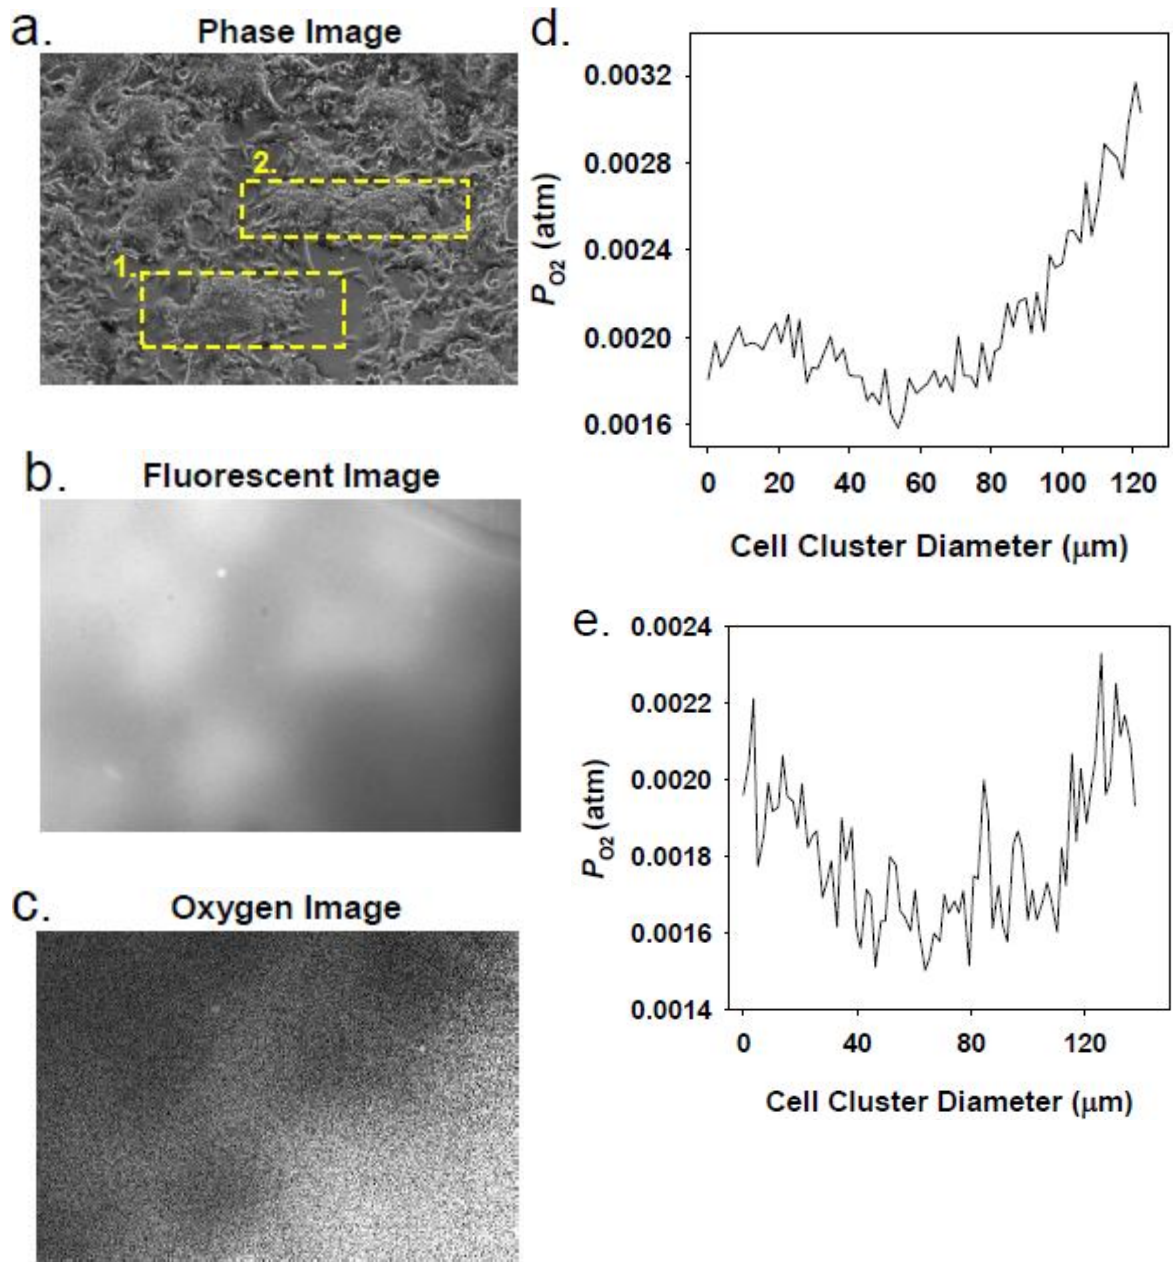 a.
Phase Image
1.
2.
b.
Fluorescent Image
c.
Oxygen Image
d.
0.0032
0.0028
0.0024
0.0020
0.0016
P_O2 (atm)
0 20 40 60 80 100 120
Cell Cluster Diameter (μm)
e.
0.0024
0.0022
0.0020
0.0018
0.0016
0.0014
P_O2 (atm)
0 40 80 120
Cell Cluster Diameter (μm)